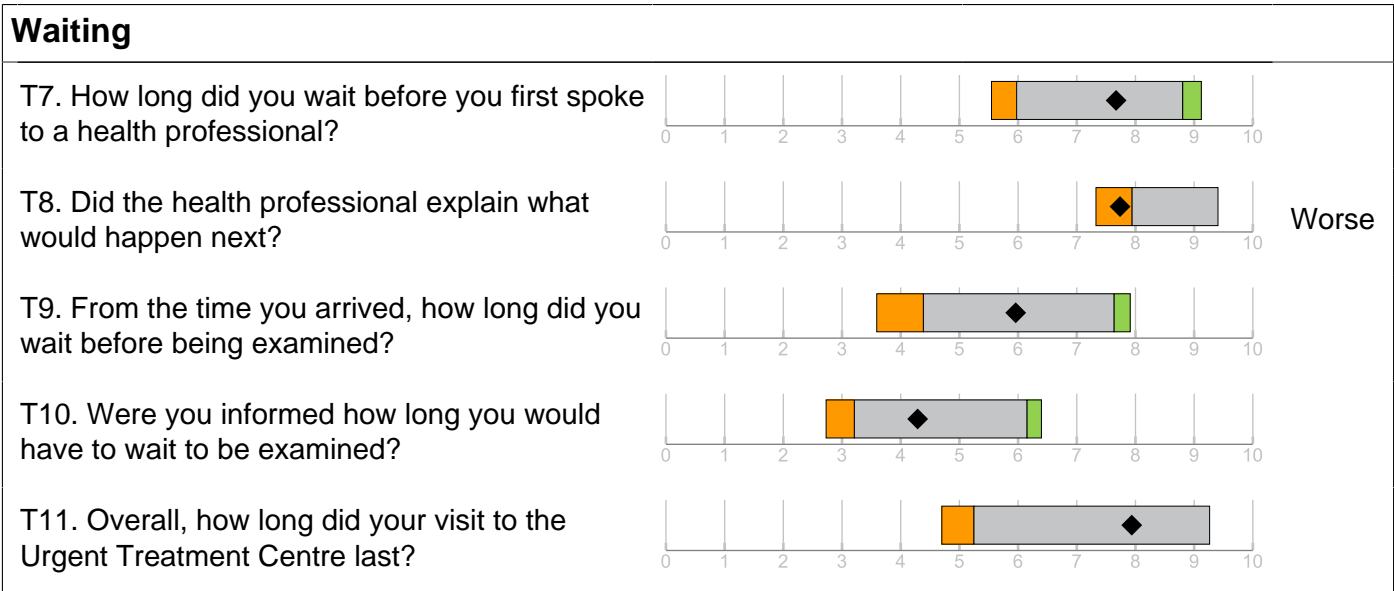 Waiting
T7. How long did you wait before you first spoke
to a health professional?
0 1 2 3 4 5 6 7 8 9 10
T8. Did the health professional explain what
would happen next?
0 1 2 3 4 5 6 7 8 9 10
Worse
T9. From the time you arrived, how long did you
wait before being examined?
0 1 2 3 4 5 6 7 8 9 10
T10. Were you informed how long you would
have to wait to be examined?
0 1 2 3 4 5 6 7 8 9 10
T11. Overall, how long did your visit to the
Urgent Treatment Centre last?
0 1 2 3 4 5 6 7 8 9 10